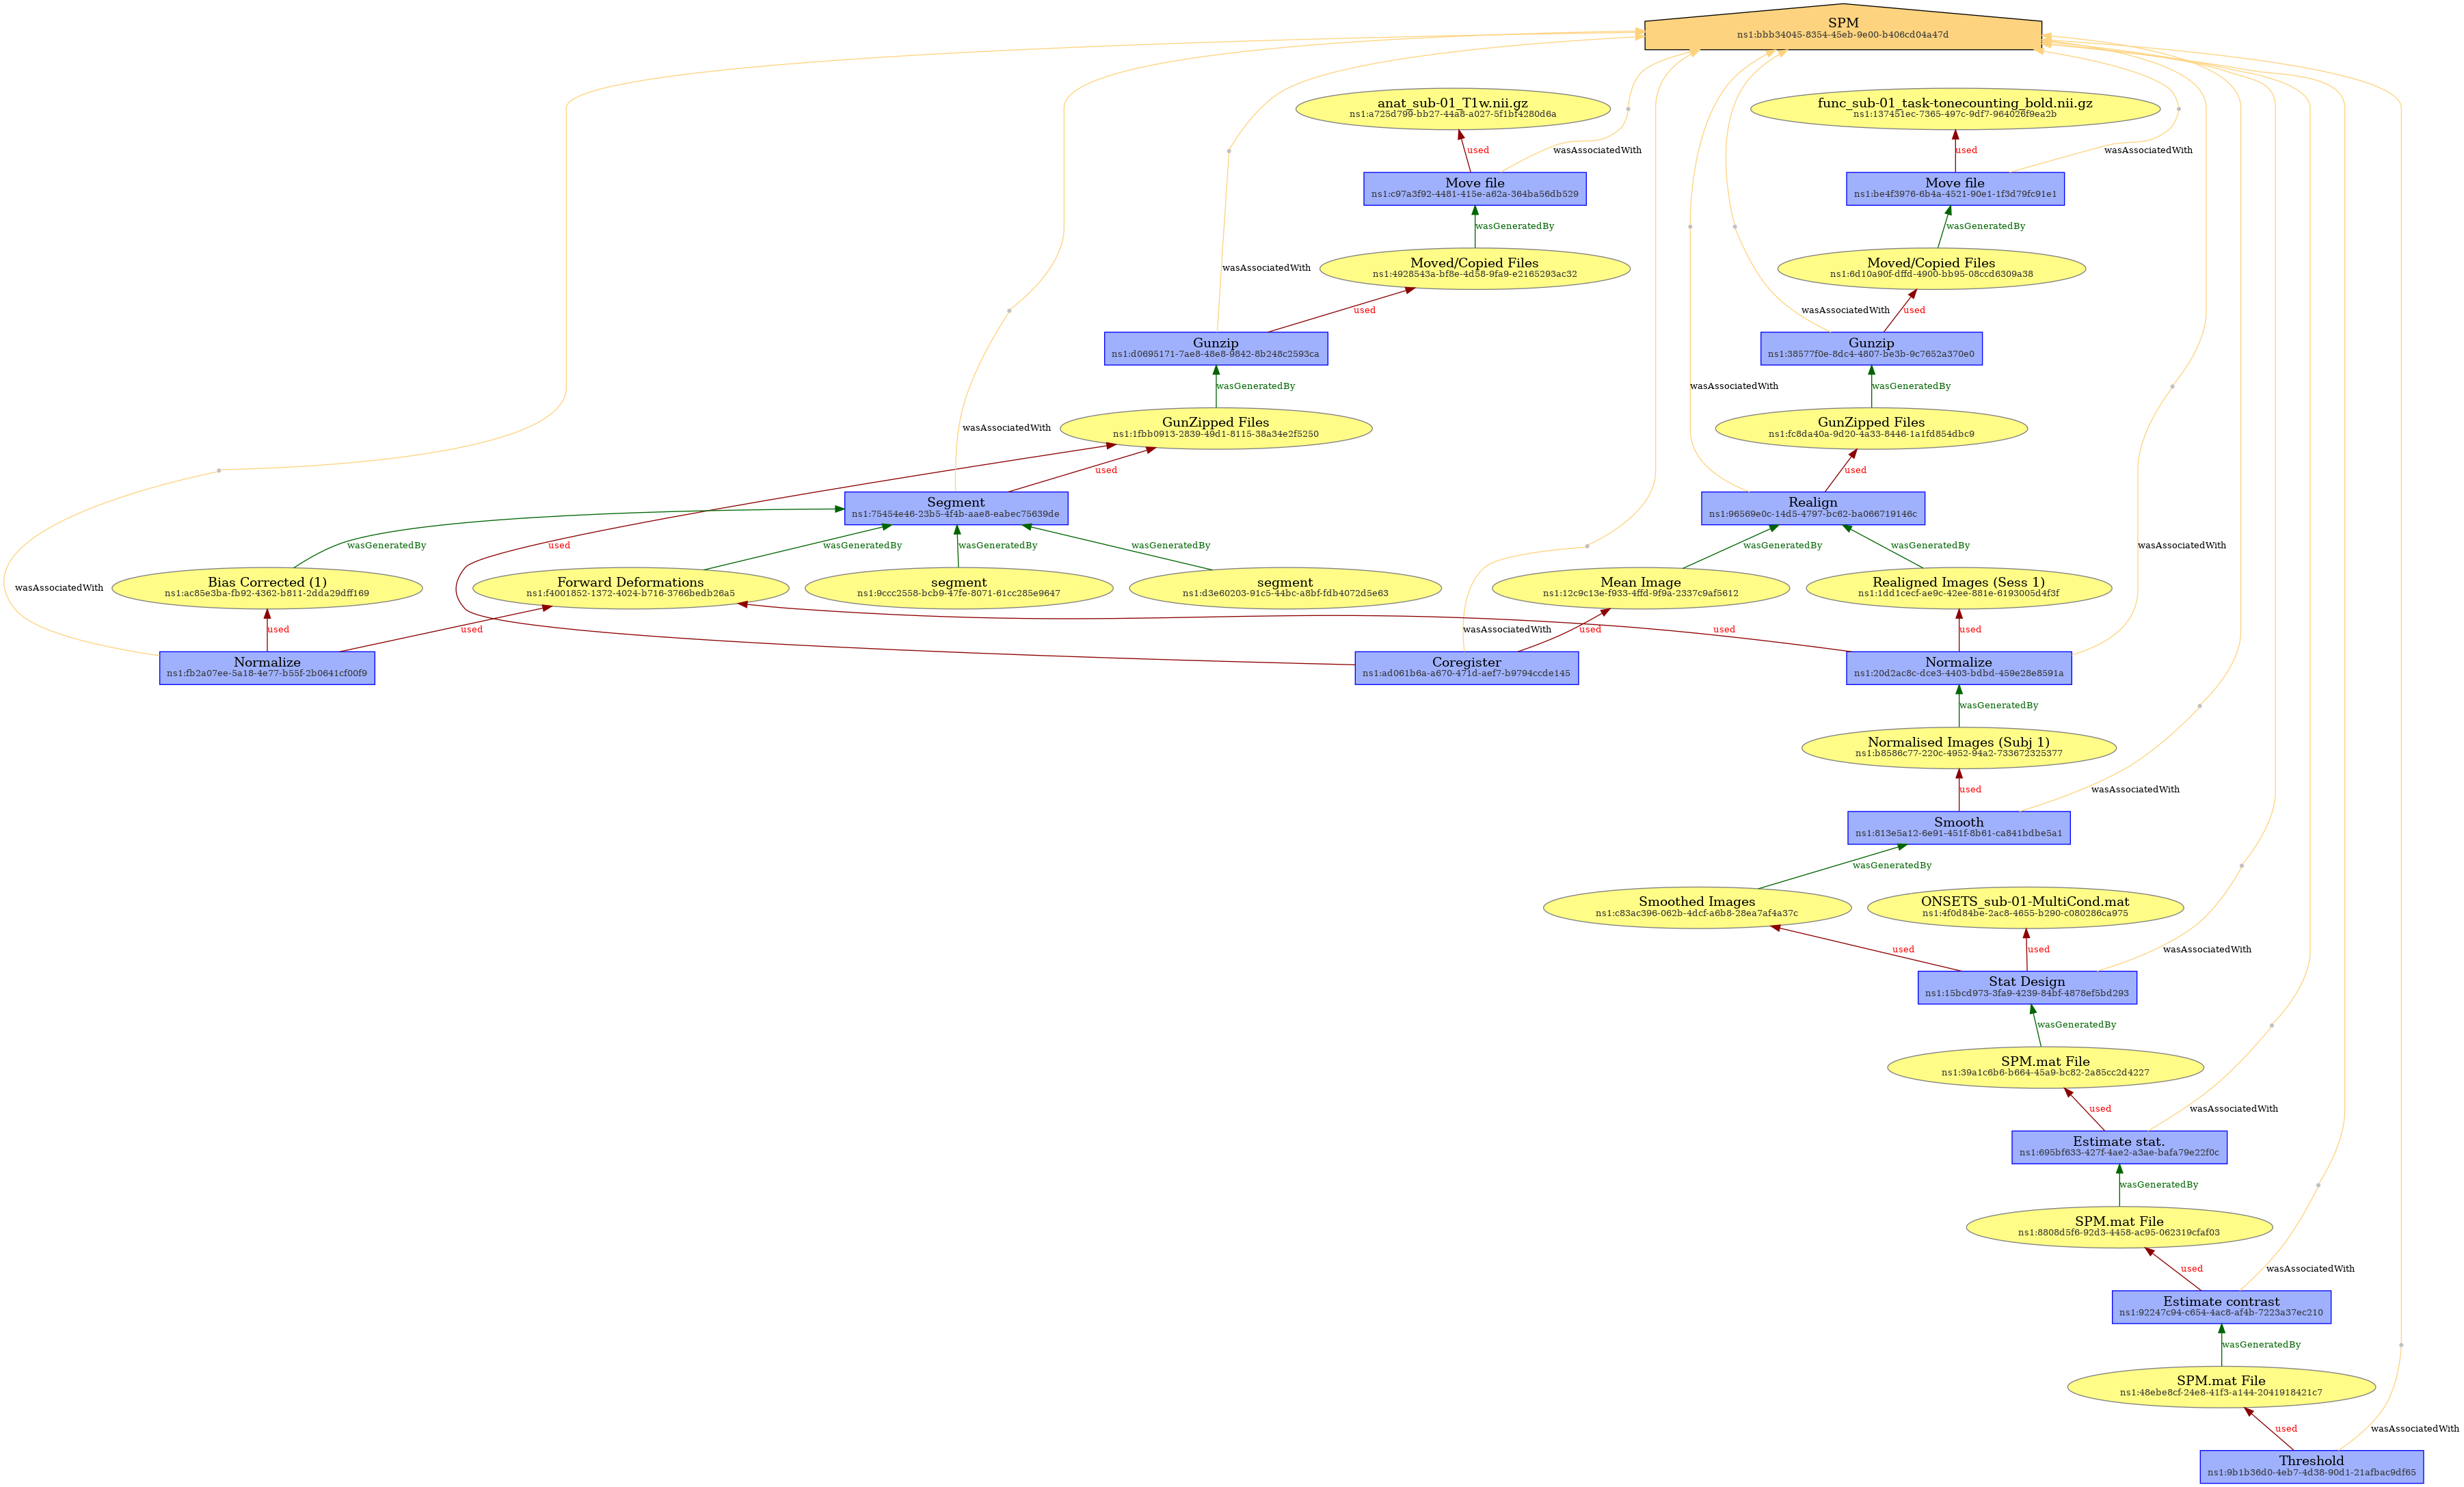 SPM
ns1:bbb34045-8354-45eb-9e00-b406cd04a47d
anat_sub-01_T1w.nii.gz
ns1:a725d799-bb27-44a8-a027-5f1bf4280d6a
func_sub-01_task-tonecounting_bold.nii.gz
ns1:137451ec-7365-497c-9df7-964026f9ea2b
used
wasAssociatedWith
used
wasAssociatedWith
Move file
ns1:c97a3f92-4481-415e-a62a-364ba56db529
Move file
ns1:be4f3976-6b4a-4521-90e1-1f3d79fc91e1
wasGeneratedBy
wasGeneratedBy
wasAssociatedWith
Moved/Copied Files
ns1:4928543a-bf8e-4d58-9fa9-e2165293ac32
Moved/Copied Files
ns1:6d10a90f-dffd-4900-bb95-08ccd6309a38
used
wasAssociatedWith
used
Gunzip
ns1:d0695171-7ae8-48e8-9842-8b248c2593ca
Gunzip
ns1:38577f0e-8dc4-4807-be3b-9c7652a370e0
wasGeneratedBy
wasAssociatedWith
wasGeneratedBy
wasAssociatedWith
GunZipped Files
ns1:1fbb0913-2839-49d1-8115-38a34e2f5250
GunZipped Files
ns1:fc8da40a-9d20-4a33-8446-1a1fd854dbc9
used
used
Segment
ns1:75454e46-23b5-4f4b-aae8-eabec75639de
Realign
ns1:96569e0c-14d5-4797-bc62-ba066719146c
wasGeneratedBy
used
wasGeneratedBy
wasGeneratedBy
wasGeneratedBy
wasGeneratedBy
wasGeneratedBy
wasAssociatedWith
wasAssociatedWith
Bias Corrected (1)
ns1:ac85e3ba-fb92-4362-b811-2dda29dff169
Forward Deformations
ns1:f4001852-1372-4024-b716-3766bedb26a5
segment
ns1:9ccc2558-bcb9-47fe-8071-61cc285e9647
segment
ns1:d3e60203-91c5-44bc-a8bf-fdb4072d5e63
Mean Image
ns1:12c9c13e-f933-4ffd-9f9a-2337c9af5612
Realigned Images (Sess 1)
ns1:1dd1cecf-ae9c-42ee-881e-6193005d4f3f
used
used
wasAssociatedWith
used
used
used
Normalize
ns1:fb2a07ee-5a18-4e77-b55f-2b0641cf00f9
Coregister
ns1:ad061b6a-a670-471d-aef7-b9794ccde145
Normalize
ns1:20d2ac8c-dce3-4403-bdbd-459e28e8591a
wasGeneratedBy
Normalised Images (Subj 1)
ns1:b8586c77-220c-4952-94a2-733672325377
used
wasAssociatedWith
Smooth
ns1:813e5a12-6e91-451f-8b61-ca841bdbe5a1
wasGeneratedBy
Smoothed Images
ns1:c83ac396-062b-4dcf-a6b8-28ea7af4a37c
ONSETS_sub-01-MultiCond.mat
ns1:4f0d84be-2ac8-4655-b290-c080286ca975
used
used
wasAssociatedWith
Stat Design
ns1:15bcd973-3fa9-4239-84bf-4878ef5bd293
wasGeneratedBy
SPM.mat File
ns1:39a1c6b6-b664-45a9-bc82-2a85cc2d4227
used
wasAssociatedWith
Estimate stat.
ns1:695bf633-427f-4ae2-a3ae-bafa79e22f0c
wasGeneratedBy
SPM.mat File
ns1:8808d5f6-92d3-4458-ac95-062319cfaf03
used
wasAssociatedWith
Estimate contrast
ns1:92247c94-c654-4ac8-af4b-7223a37ec210
wasGeneratedBy
SPM.mat File
ns1:48ebe8cf-24e8-41f3-a144-2041918421c7
used
wasAssociatedWith
Threshold
ns1:9b1b36d0-4eb7-4d38-90d1-21afbac9df65